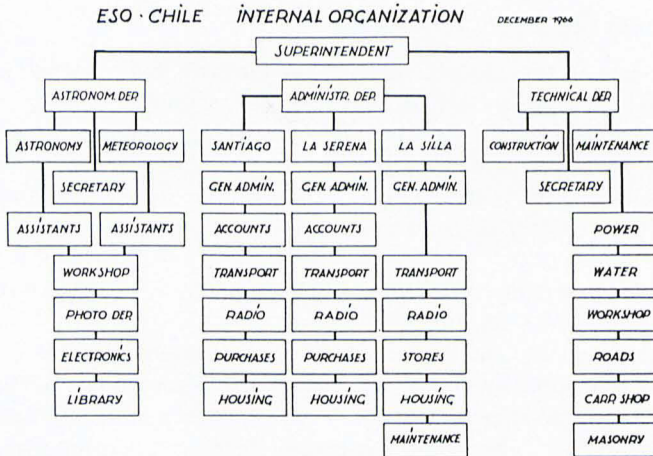 ESO · CHILE INTERNAL ORGANIZATION DECEMBER 1966
SUPERINTENDENT
ASTRONOM. DEP.
ADMINISTR. DEP.
TECHNICAL DEP.
ASTRONOMY
METEOROLOGY
SANTIAGO
LA SERENA
LA SILLA
CONSTRUCTION
MAINTENANCE
SECRETARY
GEN. ADMIN.
GEN. ADMIN.
GEN. ADMIN.
SECRETARY
ASSISTANTS
ASSISTANTS
ACCOUNTS
ACCOUNTS
POWER
WORKSHOP
TRANSPORT
TRANSPORT
TRANSPORT
WATER
PHOTO DEP.
RADIO
RADIO
RADIO
WORKSHOP
ELECTRONICS
PURCHASES
PURCHASES
STORES
ROADS
LIBRARY
HOUSING
HOUSING
HOUSING
CARP. SHOP
MAINTENANCE
MASONRY